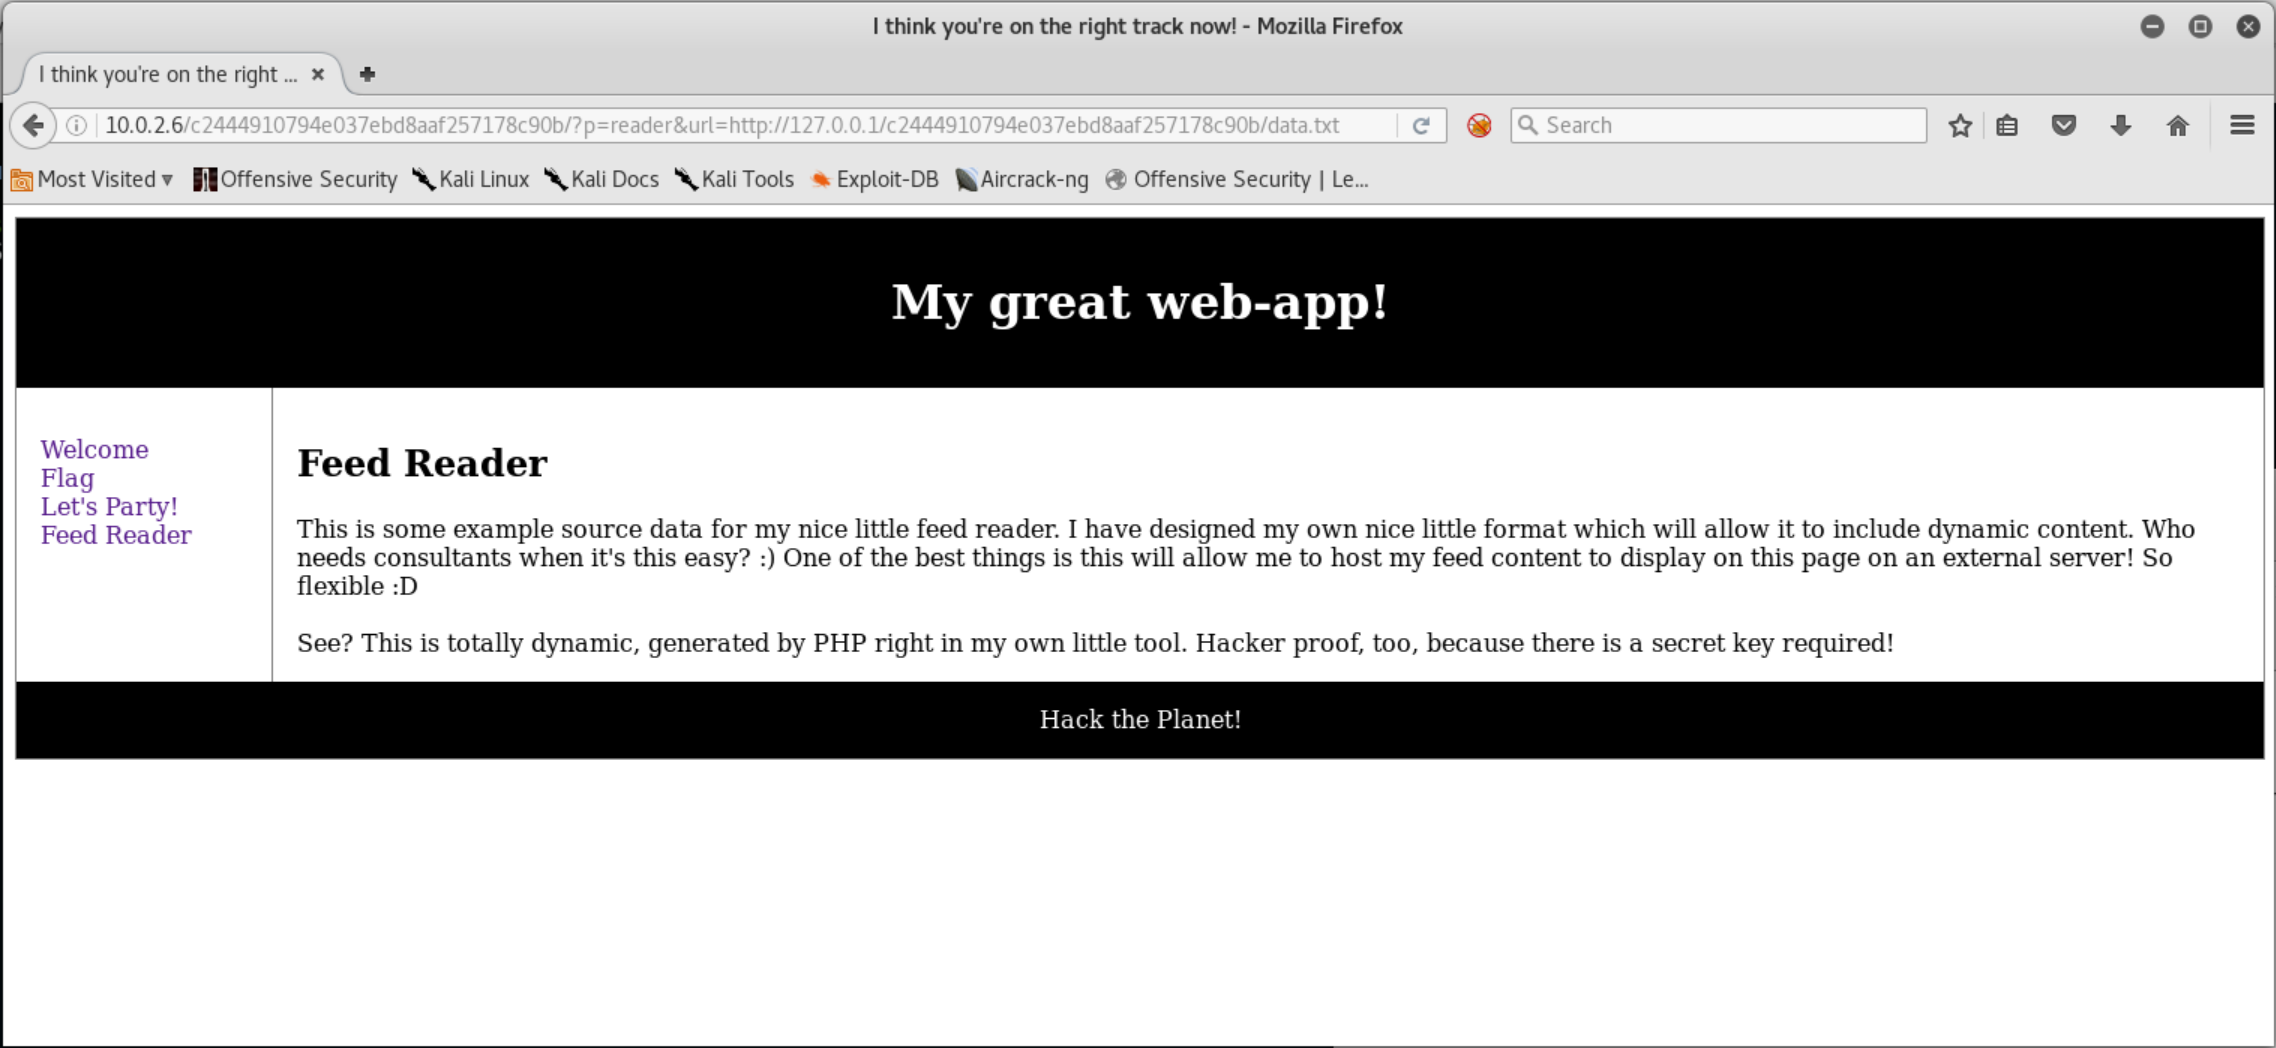 I think you're on the right track now! - Mozilla Firefox
I think you're on the right ...
10.0.2.6/c2444910794e037ebd8aaf257178c90b/?p=reader&url=http://127.0.0.1/c2444910794e037ebd8aaf257178c90b/data.txt
Search
Most Visited Offensive Security Kali Linux Kali Docs Kali Tools Exploit-DB Aircrack-ng Offensive Security | Le...
My great web-app!
Welcome
Flag
Let's Party!
Feed Reader
Feed Reader
This is some example source data for my nice little feed reader. I have designed my own nice little format which will allow it to include dynamic content. Who
needs consultants when it's this easy? :) One of the best things is this will allow me to host my feed content to display on this page on an external server! So
flexible :D
See? This is totally dynamic, generated by PHP right in my own little tool. Hacker proof, too, because there is a secret key required!
Hack the Planet!